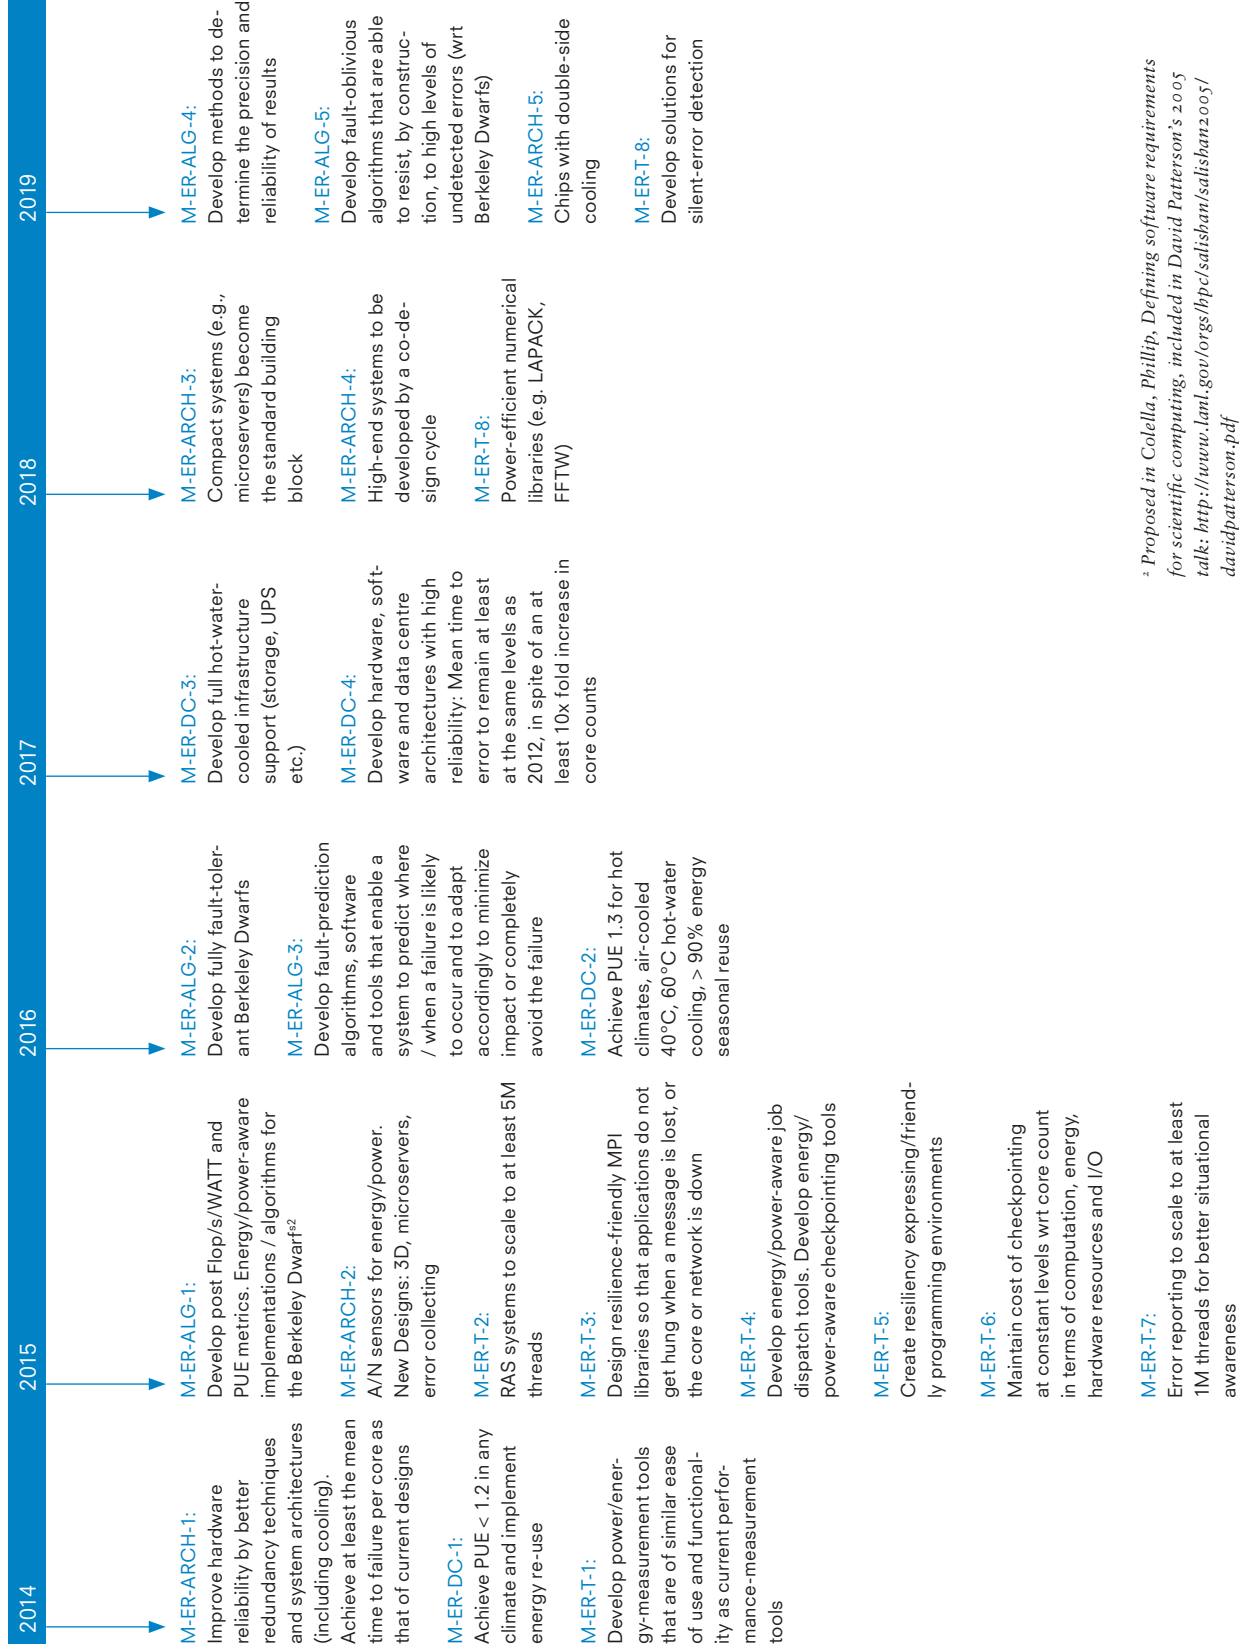 2014
M-ER-ARCH-1:
Improve hardware
reliability by better
redundancy techniques
and system architectures
(including cooling).
Achieve at least the mean
time to failure per core as
that of current designs
M-ER-DC-1:
Achieve PUE < 1.2 in any
climate and implement
energy re-use
M-ER-T-1:
Develop power/ener-
gy-measurement tools
that are of similar ease
of use and functional-
ity as current perfor-
mance-measurement
tools
2015
M-ER-ALG-1:
Develop post Flop/s/WATT and
PUE metrics. Energy/power-aware
implementations / algorithms for
the Berkeley Dwarfs²
M-ER-ARCH-2:
A/N sensors for energy/power.
New Designs: 3D, microservers,
error collecting
M-ER-T-2:
RAS systems to scale to at least 5M
threads
M-ER-T-3:
Design resilience-friendly MPI
libraries so that applications do not
get hung when a message is lost, or
the core or network is down
M-ER-T-4:
Develop energy/power-aware job
dispatch tools. Develop energy/
power-aware checkpointing tools
M-ER-T-5:
Create resiliency expressing/friend-
ly programming environments
M-ER-T-6:
Maintain cost of checkpointing
at constant levels wrt core count
in terms of computation, energy,
hardware resources and I/O
M-ER-T-7:
Error reporting to scale to at least
1M threads for better situational
awareness
2016
M-ER-ALG-2:
Develop fully fault-toler-
ant Berkeley Dwarfs
M-ER-ALG-3:
Develop fault-prediction
algorithms, software
and tools that enable a
system to predict where
/ when a failure is likely
to occur and to adapt
accordingly to minimize
impact or completely
avoid the failure
M-ER-DC-2:
Achieve PUE 1.3 for hot
climates, air-cooled
40°C, 60°C hot-water
cooling, > 90% energy
seasonal reuse
2017
M-ER-DC-3:
Develop full hot-water-
cooled infrastructure
support (storage, UPS
etc.)
M-ER-DC-4:
Develop hardware, soft-
ware and data centre
architectures with high
reliability: Mean time to
error to remain at least
at the same levels as
2012, in spite of an at
least 10x fold increase in
core counts
2018
M-ER-ARCH-3:
Compact systems (e.g.,
microservers) become
the standard building
block
M-ER-ARCH-4:
High-end systems to be
developed by a co-de-
sign cycle
M-ER-T-8:
Power-efficient numerical
libraries (e.g. LAPACK,
FFTW)
2019
M-ER-ALG-4:
Develop methods to de-
termine the precision and
reliability of results
M-ER-ALG-5:
Develop fault-oblivious
algorithms that are able
to resist, by construc-
tion, to high levels of
undetected errors (wrt
Berkeley Dwarfs)
M-ER-ARCH-5:
Chips with double-side
cooling
M-ER-T-8:
Develop solutions for
silent-error detection
² Proposed in Colella, Phillip, Defining software requirements
for scientific computing, included in David Patterson's 2005
talk: http://www.lanl.gov/orgs/hpc/salishan/salishan2005/
davidpatterson.pdf